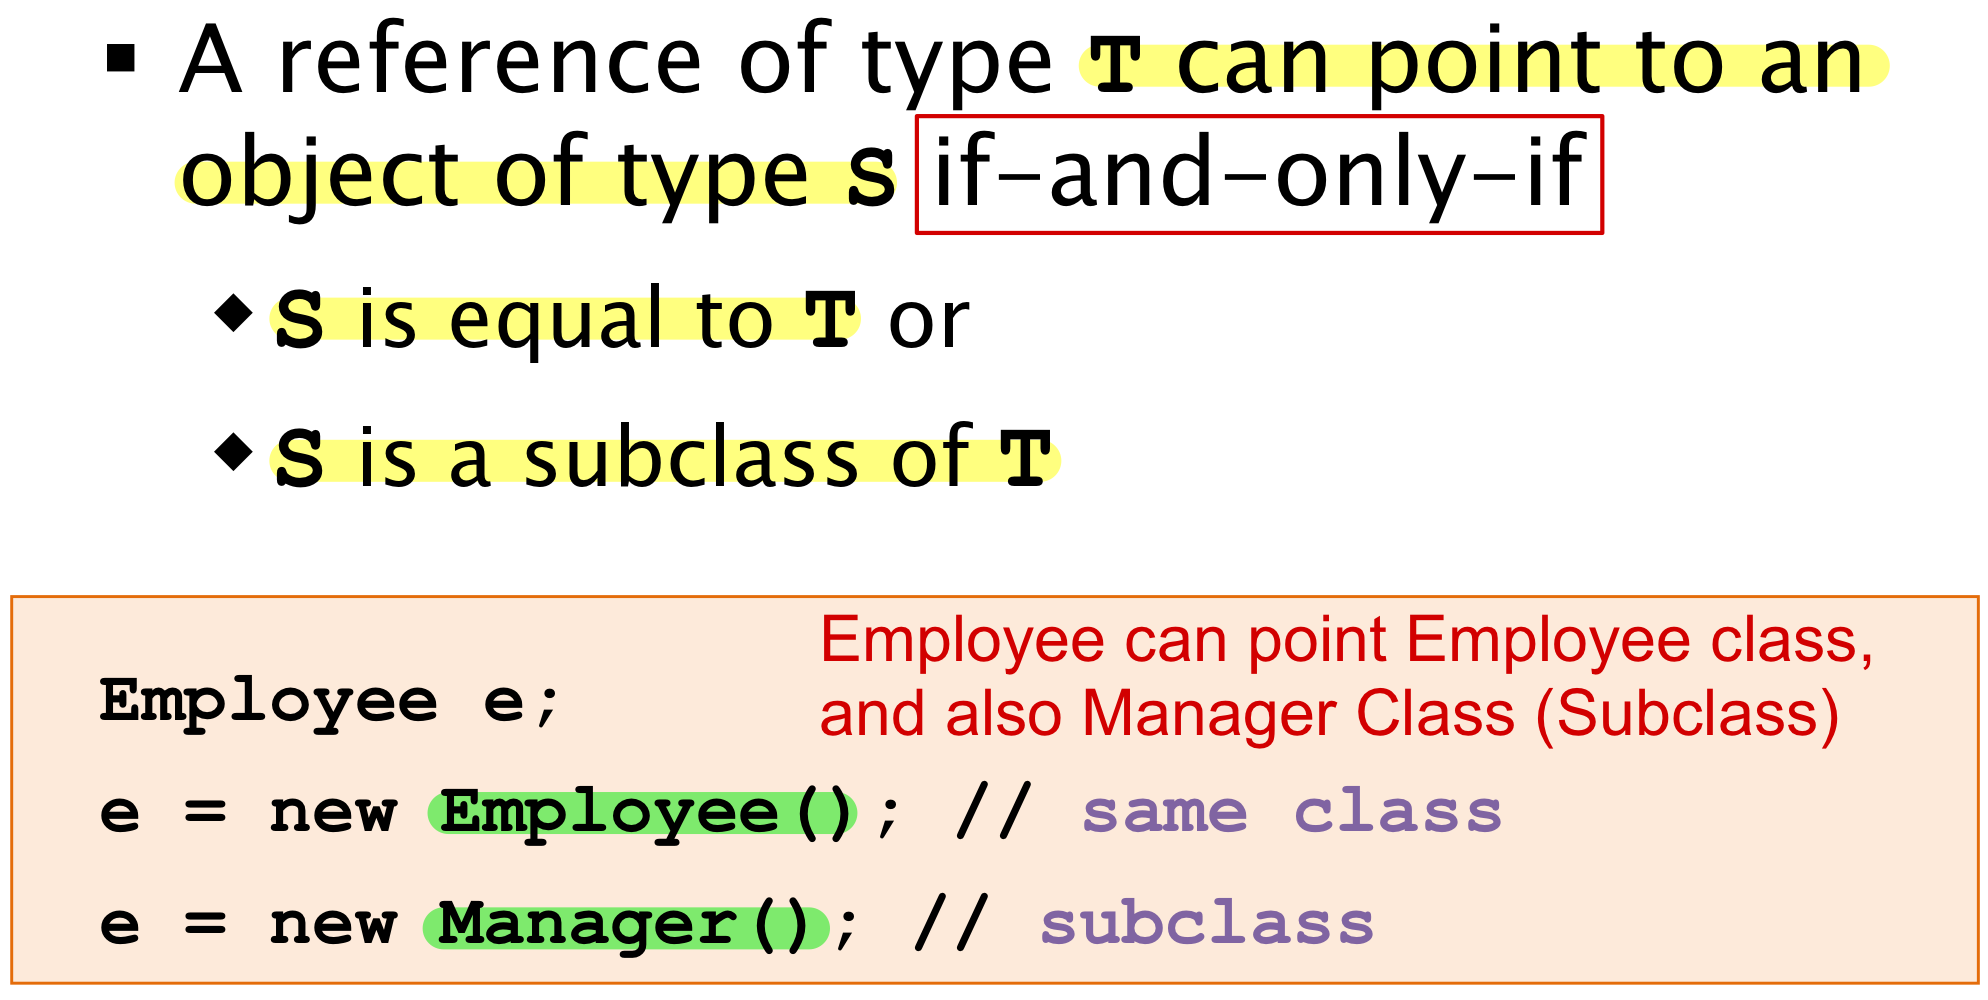 ▪ A reference of type T can point to an
object of type S if-and-only-if
◆ S is equal to T or
◆ S is a subclass of T
Employee can point Employee class,
and also Manager Class (Subclass)
Employee e;
e = new Employee(); // same class
e = new Manager(); // subclass